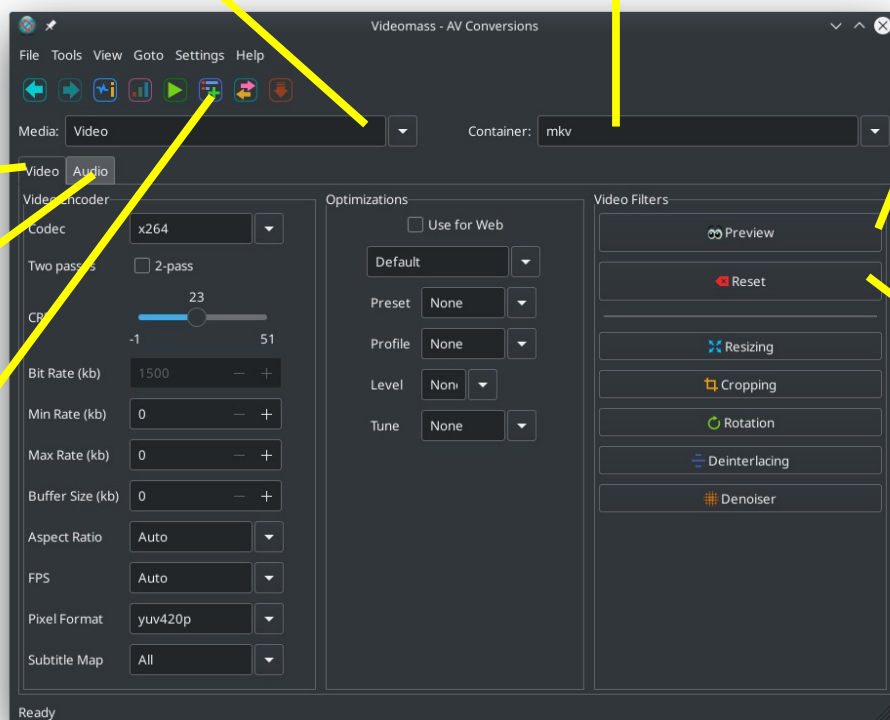 Videomass - AV Conversions
File Tools View Goto Settings Help
Media: Video Container: mkv
Video Audio
Video Encoder
Codec x264
Two passes 2-pass
CRF 23
-1 51
Bit Rate (kb) 1500
Min Rate (kb) 0
Max Rate (kb) 0
Buffer Size (kb) 0
Aspect Ratio Auto
FPS Auto
Pixel Format yuv420p
Subtitle Map All
Optimizations
Use for Web
Default
Preset None
Profile None
Level Non
Tune None
Video Filters
Preview
Reset
Resizing
Cropping
Rotation
Deinterlacing
Denoiser
Ready